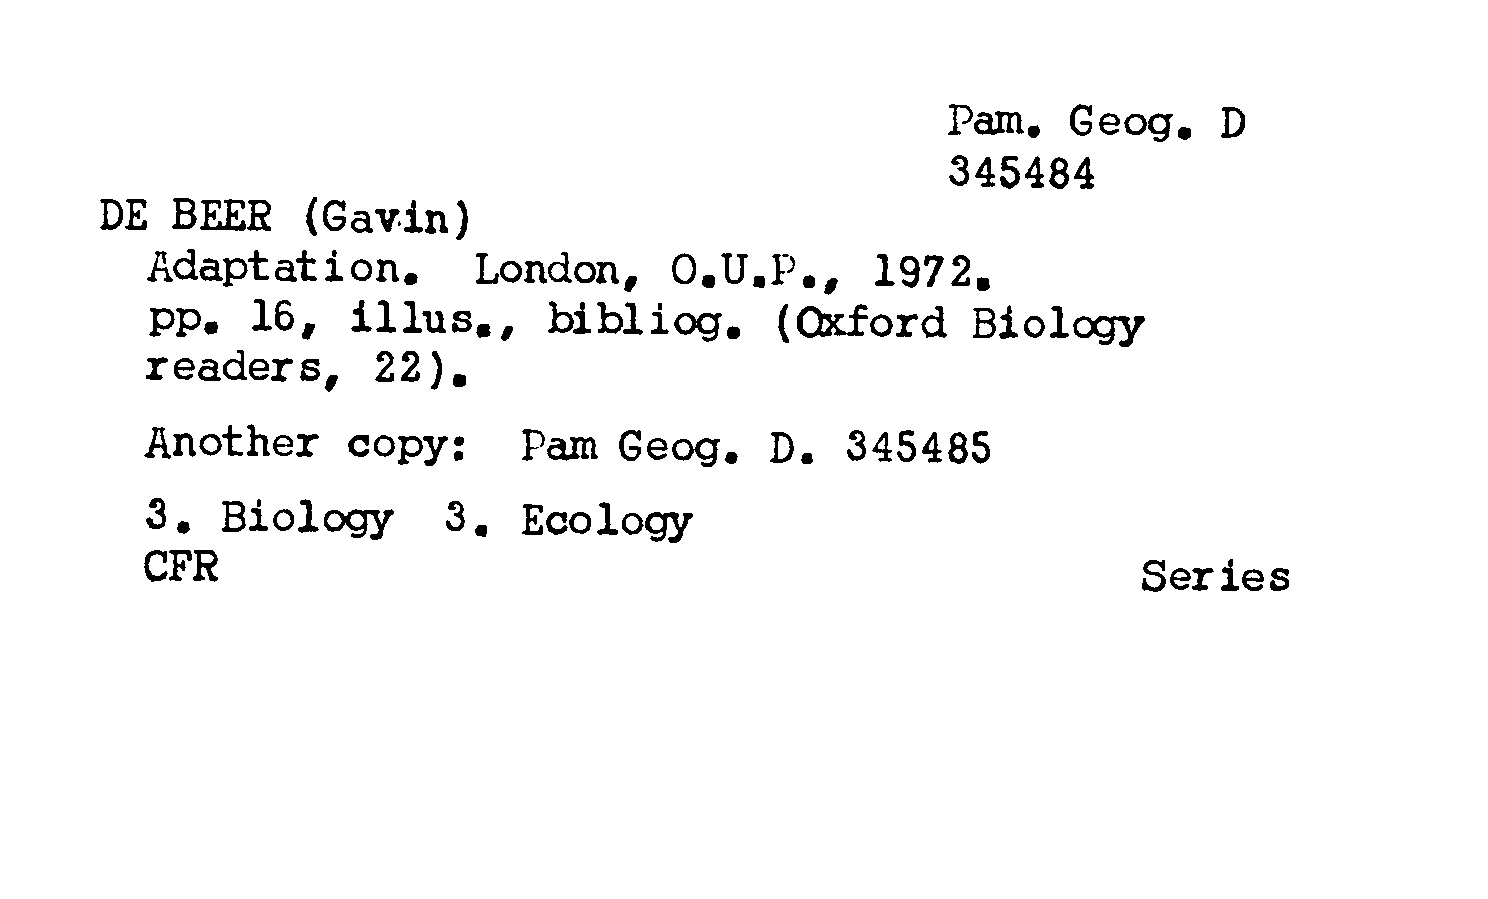 Pam. Geog. D
345484
DE BEER (Gavin)
Adaptation. London, O.U.P., 1972.
pp. 16, illus., bibliog. (Oxford Biology
readers, 22).
Another copy: Pam Geog. D. 345485
3. Biology 3. Ecology
CFR
Series